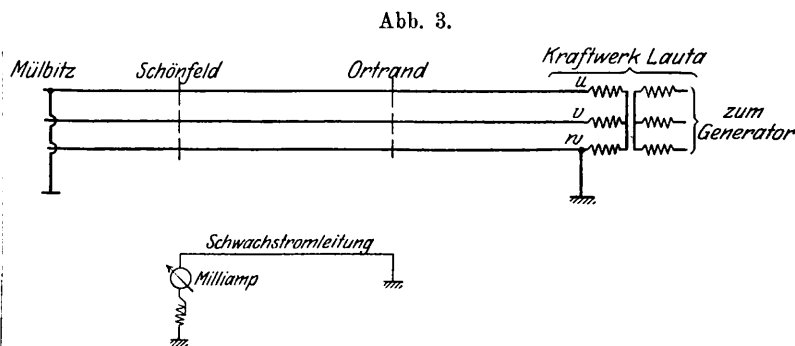 Abb. 3.
Mülbitz Schönfeld Ortrand Kraftwerk Lauta
u
v
w
zum
Generator
Schwachstromleitung
Milliamp